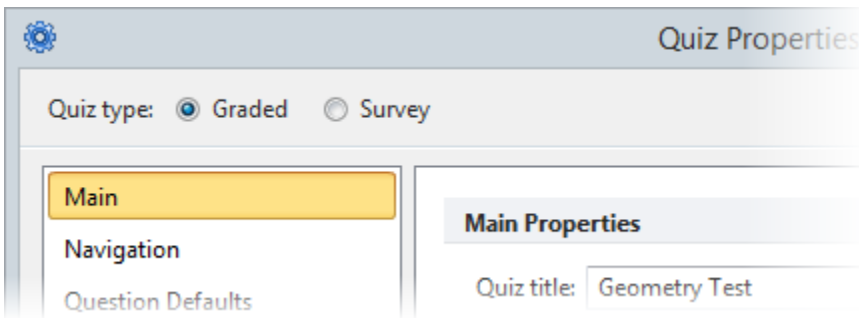 Quiz Properties
Quiz type: Graded Survey
Main
Navigation
Question Defaults
Main Properties
Quiz title: Geometry Test